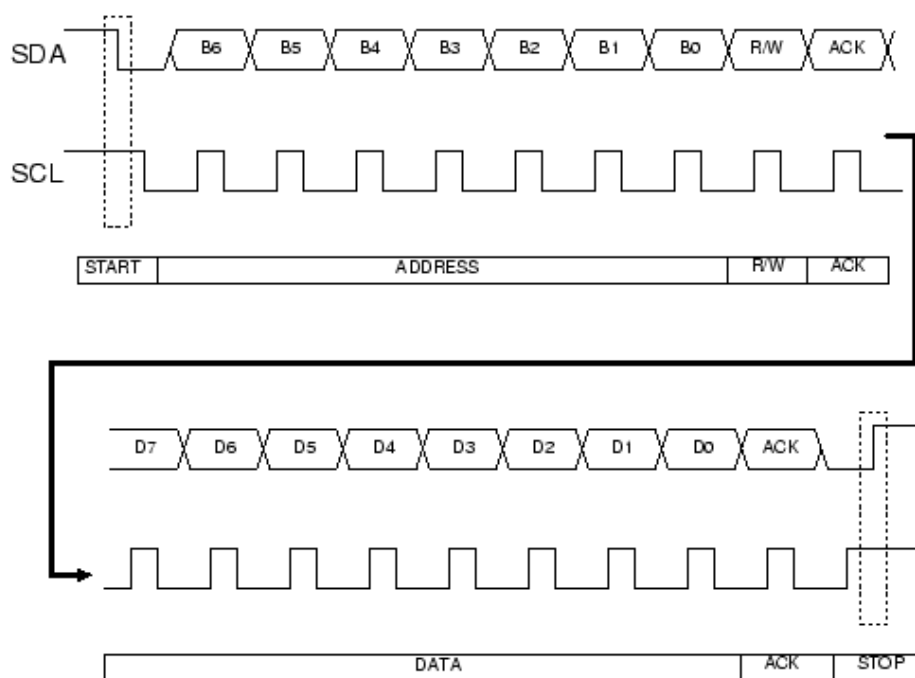 SDA B6 B5 B4 B3 B2 B1 B0 R/W ACK
SCL
START ADDRESS R/W ACK
D7 D6 D5 D4 D3 D2 D1 D0 ACK
DATA ACK STOP